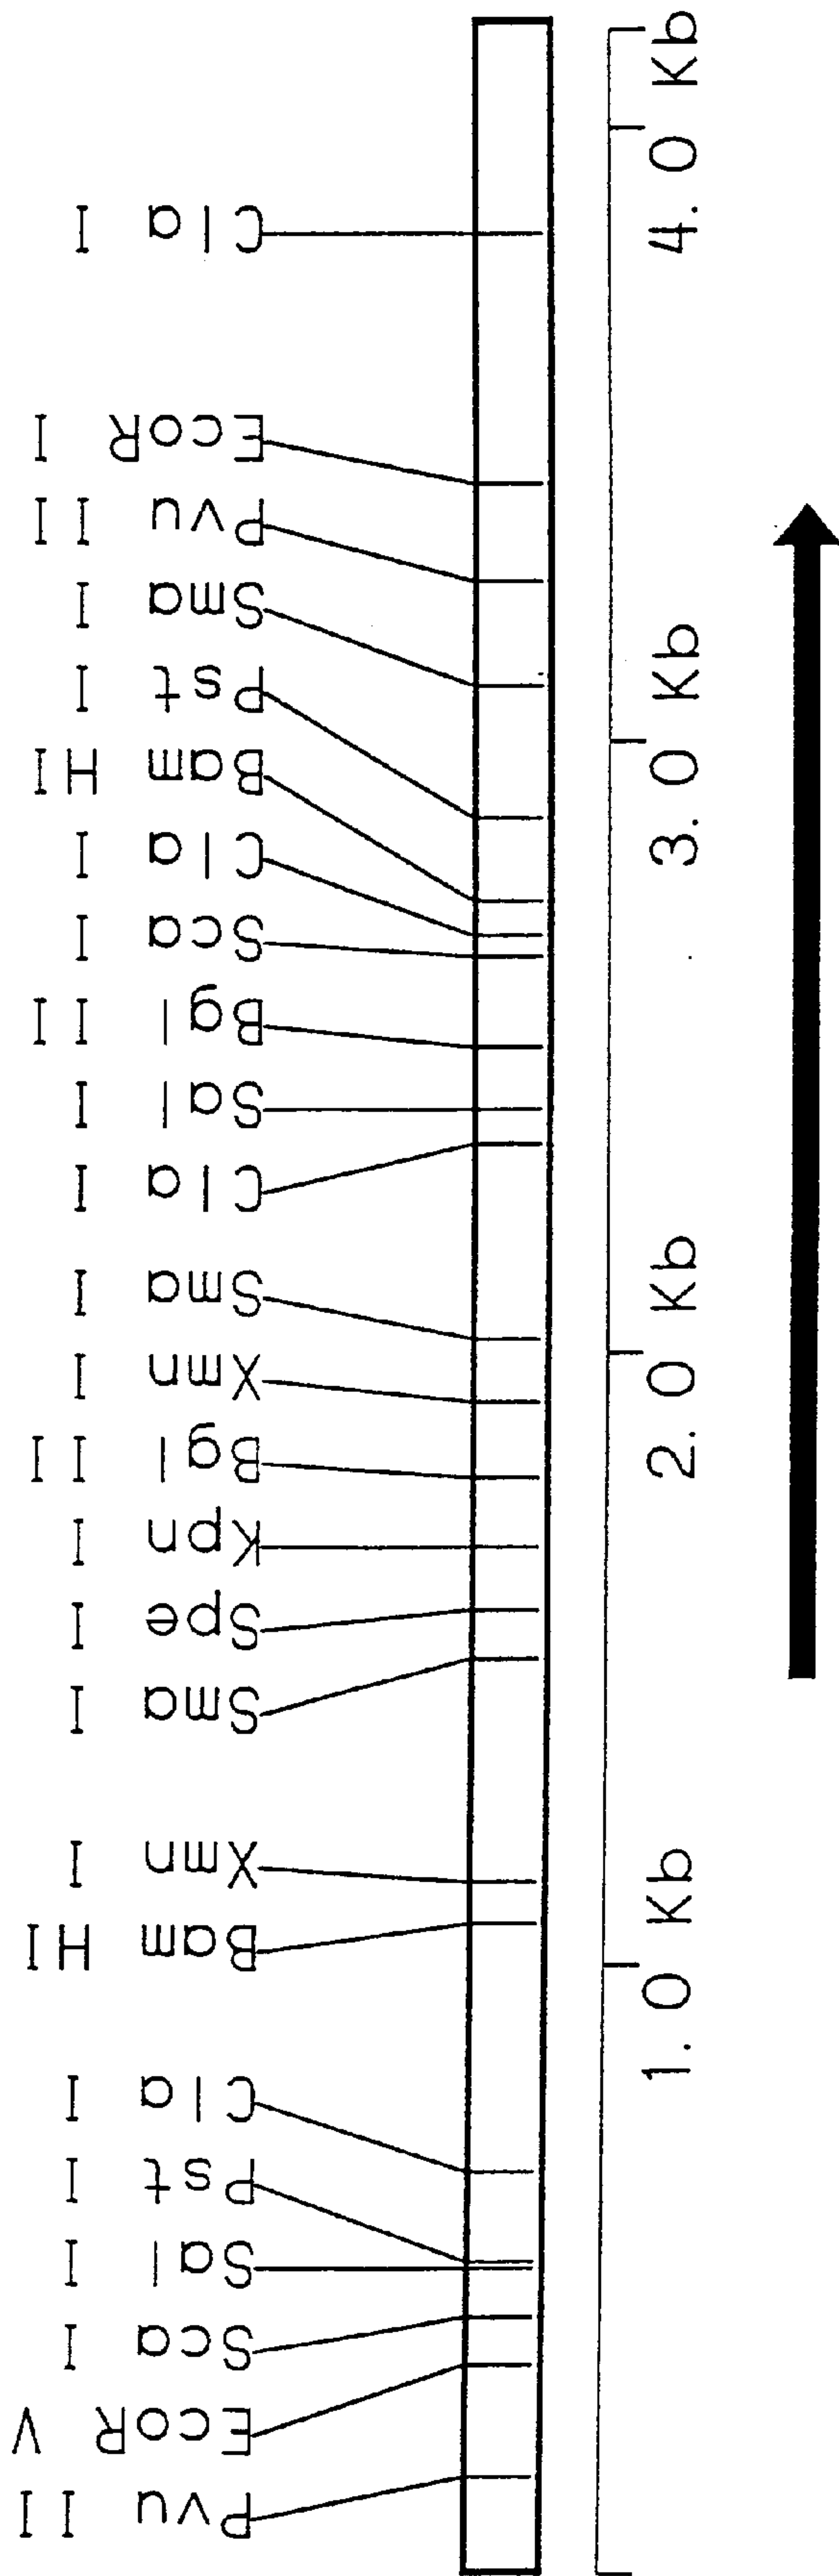 Cla I
EcoR I
Pvu II
Sma I
Pst I
Bam HI
Cla I
Sca I
Bgl II
Sal I
Cla I
Sma I
Xmn I
Bgl II
Kpn I
Spe I
Sma I
Xmn I
Bam HI
Cla I
Pst I
Sal I
Sca I
EcoR V
Pvu II
1.0 Kb
2.0 Kb
3.0 Kb
4.0 Kb